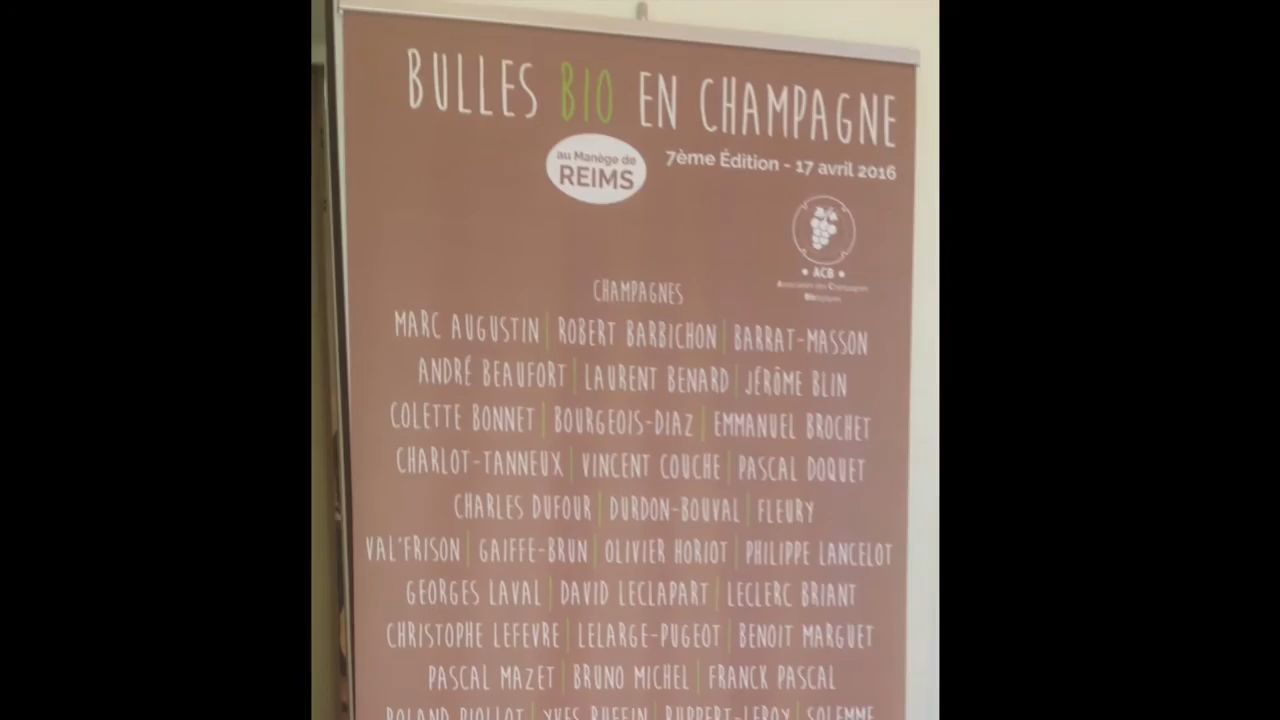 BULLES BIO EN CHAMPAGNE
au Manège de
REIMS
7ème Édition - 17 avril 2016
ACB
Association des Champagnes
Biologiques
CHAMPAGNES
MARC AUGUSTIN | ROBERT BARBICHON | BARRAT-MASSON
ANDRÉ BEAUFORT | LAURENT BENARD | JÉRÔME BLIN
COLETTE BONNET | BOURGEOIS-DIAZ | EMMANUEL BROCHET
CHARLOT-TANNEUX | VINCENT COUCHE | PASCAL DOQUET
CHARLES DUFOUR | DURDON-BOUVAL | FLEURY
VAL'FRISON | GAIFFE-BRUN | OLIVIER HORIOT | PHILIPPE LANCELOT
GEORGES LAVAL | DAVID LECLAPART | LECLERC BRIANT
CHRISTOPHE LEFEVRE | LELARGE-PUGEOT | BENOIT MARGUET
PASCAL MAZET | BRUNO MICHEL | FRANCK PASCAL
ROLAND PIOLLOT | YVES RUFFIN | RUPPERT-LEROY | SOLEMME